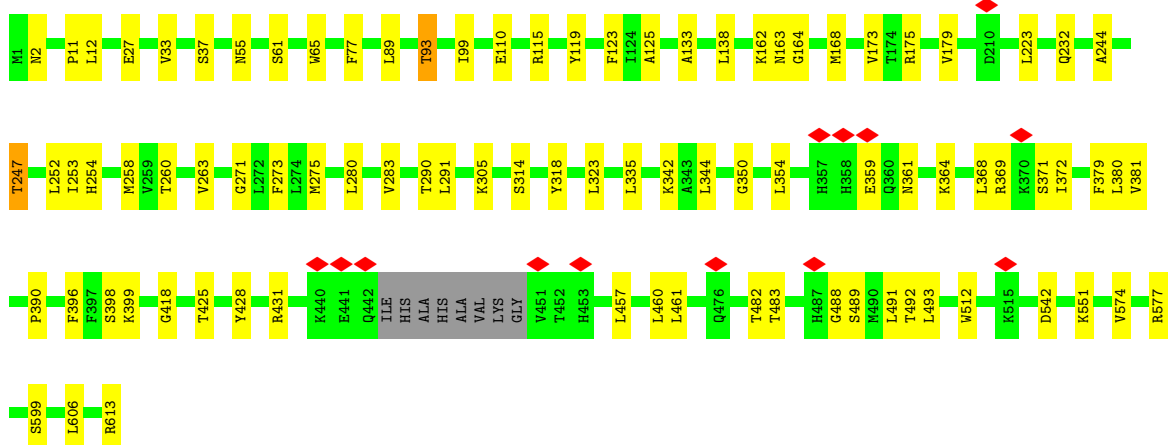 M1 N2 P11 L12 E27 V33 S37 N55 S61 W65 F77 L89 T93 I99 E110 R115 Y119 F123 I124 A125 A133 L138 K162 N163 G164 M168 V173 T174 R175 V179 D210 L223 Q232 A244
T247 L252 I253 H254 M258 V259 T260 V263 G271 L272 F273 L274 M275 L280 V283 T290 L291 K305 S314 Y318 L323 L335 K342 A343 L344 G350 L354 H357 H358 E359 Q360 N361 K364 L368 R369 K370 S371 I372 F379 L380 V381
P390 F396 F397 S398 K399 G418 T425 Y428 R431 K440 E441 Q442 ILE HIS ALA HIS ALA VAL LYS GLY V451 T452 H453 L457 L460 L461 Q476 T482 T483 H487 G488 S489 M490 L491 T492 L493 W512 K515 D542 K551 V574 R577
S599 L606 R613